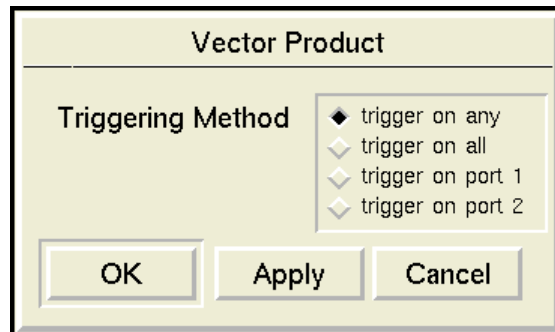 Vector Product
Triggering Method
trigger on any
trigger on all
trigger on port 1
trigger on port 2
OK Apply Cancel